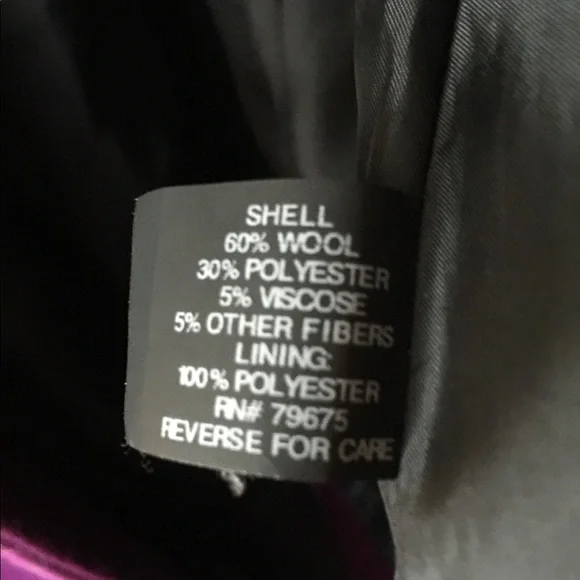 SHELL
60% WOOL
30% POLYESTER
5% VISCOSE
5% OTHER FIBERS
LINING:
100% POLYESTER
RN# 79675
REVERSE FOR CARE